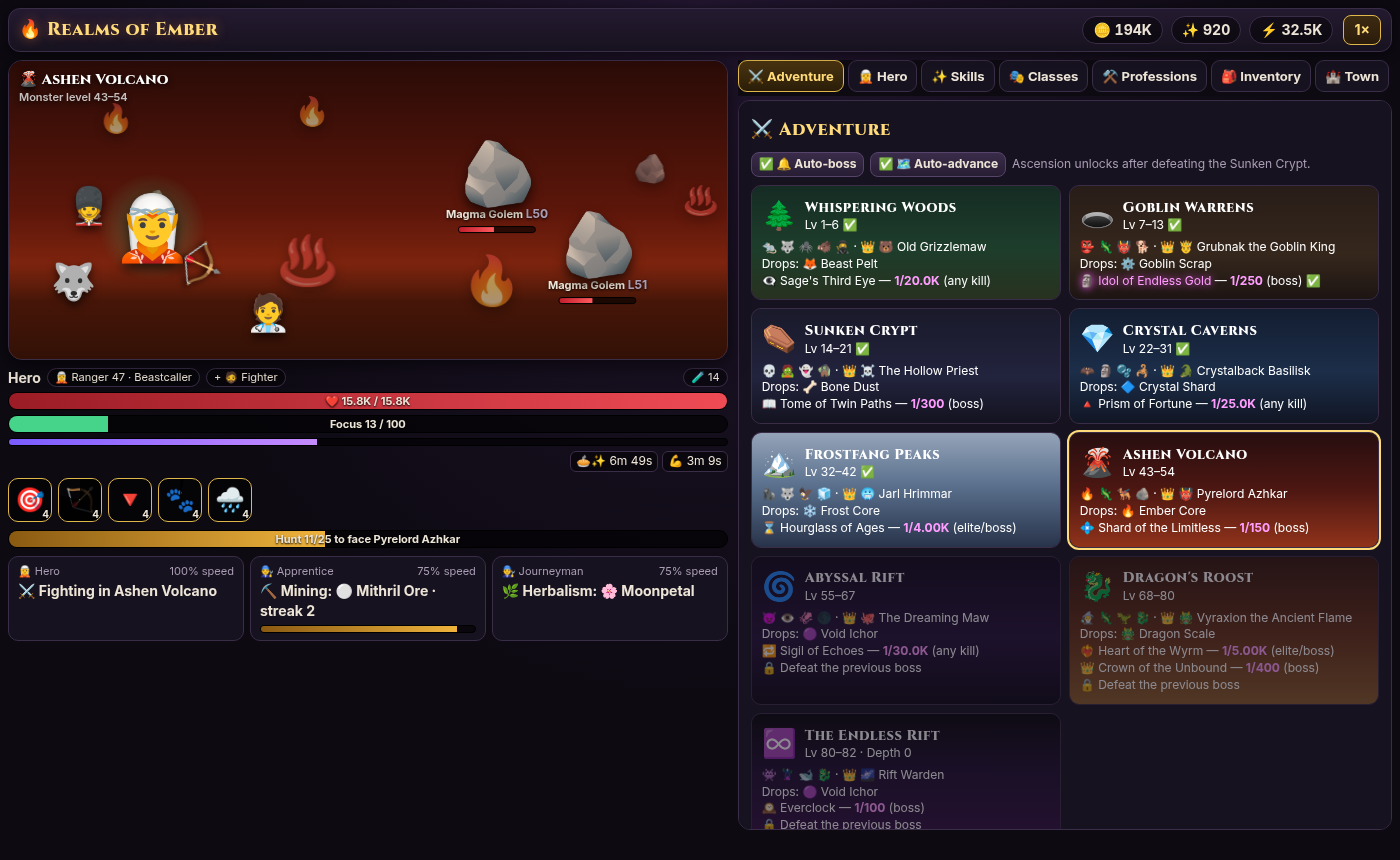 Realms of Ember
194K
920
32.5K
1×
Ashen Volcano
Monster level 43–54
Magma Golem L50
Magma Golem L51
Hero
Ranger 47 · Beastcaller
+ Fighter
14
15.8K / 15.8K
Focus 13 / 100
6m 49s
3m 9s
4
4
4
4
4
Hunt 11/25 to face Pyrelord Azhkar
Hero
100% speed
Fighting in Ashen Volcano
Apprentice
75% speed
Mining: Mithril Ore ·
streak 2
Journeyman
75% speed
Herbalism: Moonpetal
Adventure
Hero
Skills
Classes
Professions
Inventory
Town
Adventure
Auto-boss
Auto-advance
Ascension unlocks after defeating the Sunken Crypt.
Whispering Woods
Lv 1–6
· Old Grizzlemaw
Drops: Beast Pelt
Sage's Third Eye — 1/20.0K (any kill)
Goblin Warrens
Lv 7–13
· Grubnak the Goblin King
Drops: Goblin Scrap
Idol of Endless Gold — 1/250 (boss)
Sunken Crypt
Lv 14–21
· The Hollow Priest
Drops: Bone Dust
Tome of Twin Paths — 1/300 (boss)
Crystal Caverns
Lv 22–31
· Crystalback Basilisk
Drops: Crystal Shard
Prism of Fortune — 1/25.0K (any kill)
Frostfang Peaks
Lv 32–42
· Jarl Hrimmar
Drops: Frost Core
Hourglass of Ages — 1/4.00K (elite/boss)
Ashen Volcano
Lv 43–54
· Pyrelord Azhkar
Drops: Ember Core
Shard of the Limitless — 1/150 (boss)
Abyssal Rift
Lv 55–67
· The Dreaming Maw
Drops: Void Ichor
Sigil of Echoes — 1/30.0K (any kill)
Defeat the previous boss
Dragon's Roost
Lv 68–80
· Vyraxion the Ancient Flame
Drops: Dragon Scale
Heart of the Wyrm — 1/5.00K (elite/boss)
Crown of the Unbound — 1/400 (boss)
Defeat the previous boss
The Endless Rift
Lv 80–82 · Depth 0
· Rift Warden
Drops: Void Ichor
Everclock — 1/100 (boss)
Defeat the previous boss